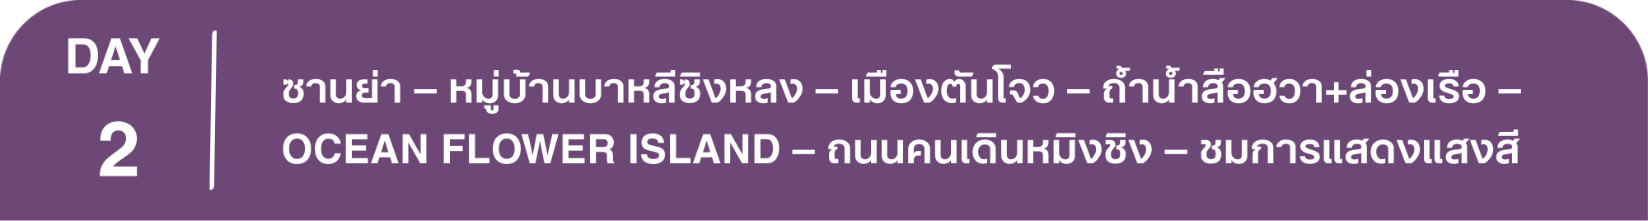 DAY
2
ซานย่า – หมู่บ้านบาหลีซิงหลง – เมืองตันโจว – ถ้ำน้ำสือฮวา+ล่องเรือ –
OCEAN FLOWER ISLAND – ถนนคนเดินหมิงชิง – ชมการแสดงแสงสี